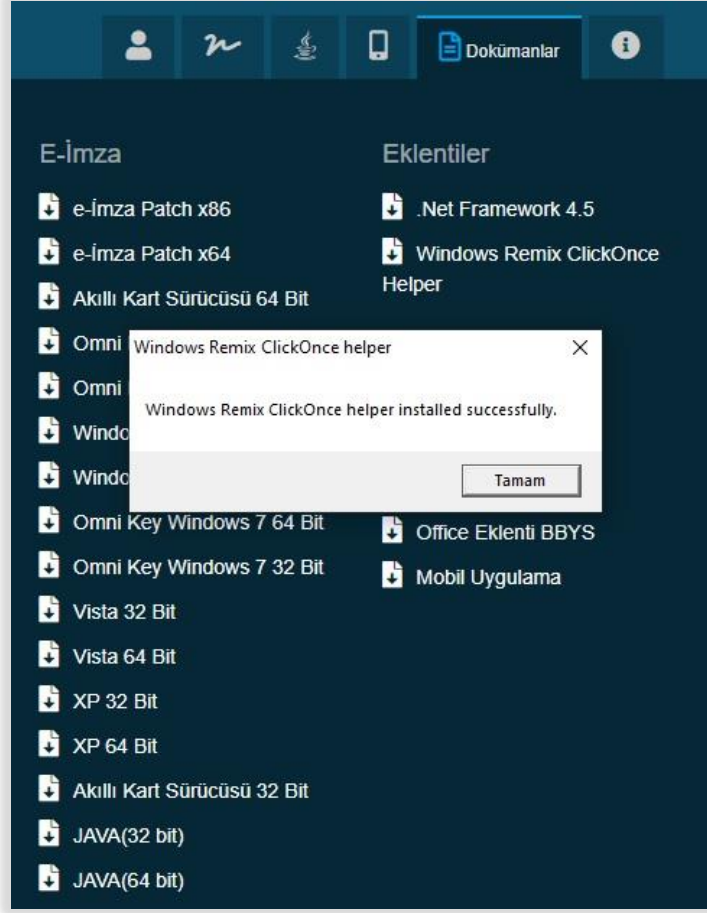 Dokümanlar
E-İmza
e-İmza Patch x86
e-İmza Patch x64
Akıllı Kart Sürücüsü 64 Bit
Omni
Omni
Windo
Windo
Omni Key Windows 7 64 Bit
Omni Key Windows 7 32 Bit
Vista 32 Bit
Vista 64 Bit
XP 32 Bit
XP 64 Bit
Akıllı Kart Sürücüsü 32 Bit
JAVA(32 bit)
JAVA(64 bit)
Eklentiler
.Net Framework 4.5
Windows Remix ClickOnce
Helper
Office Eklenti BBYS
Mobil Uygulama
Windows Remix ClickOnce helper
Windows Remix ClickOnce helper installed successfully.
Tamam